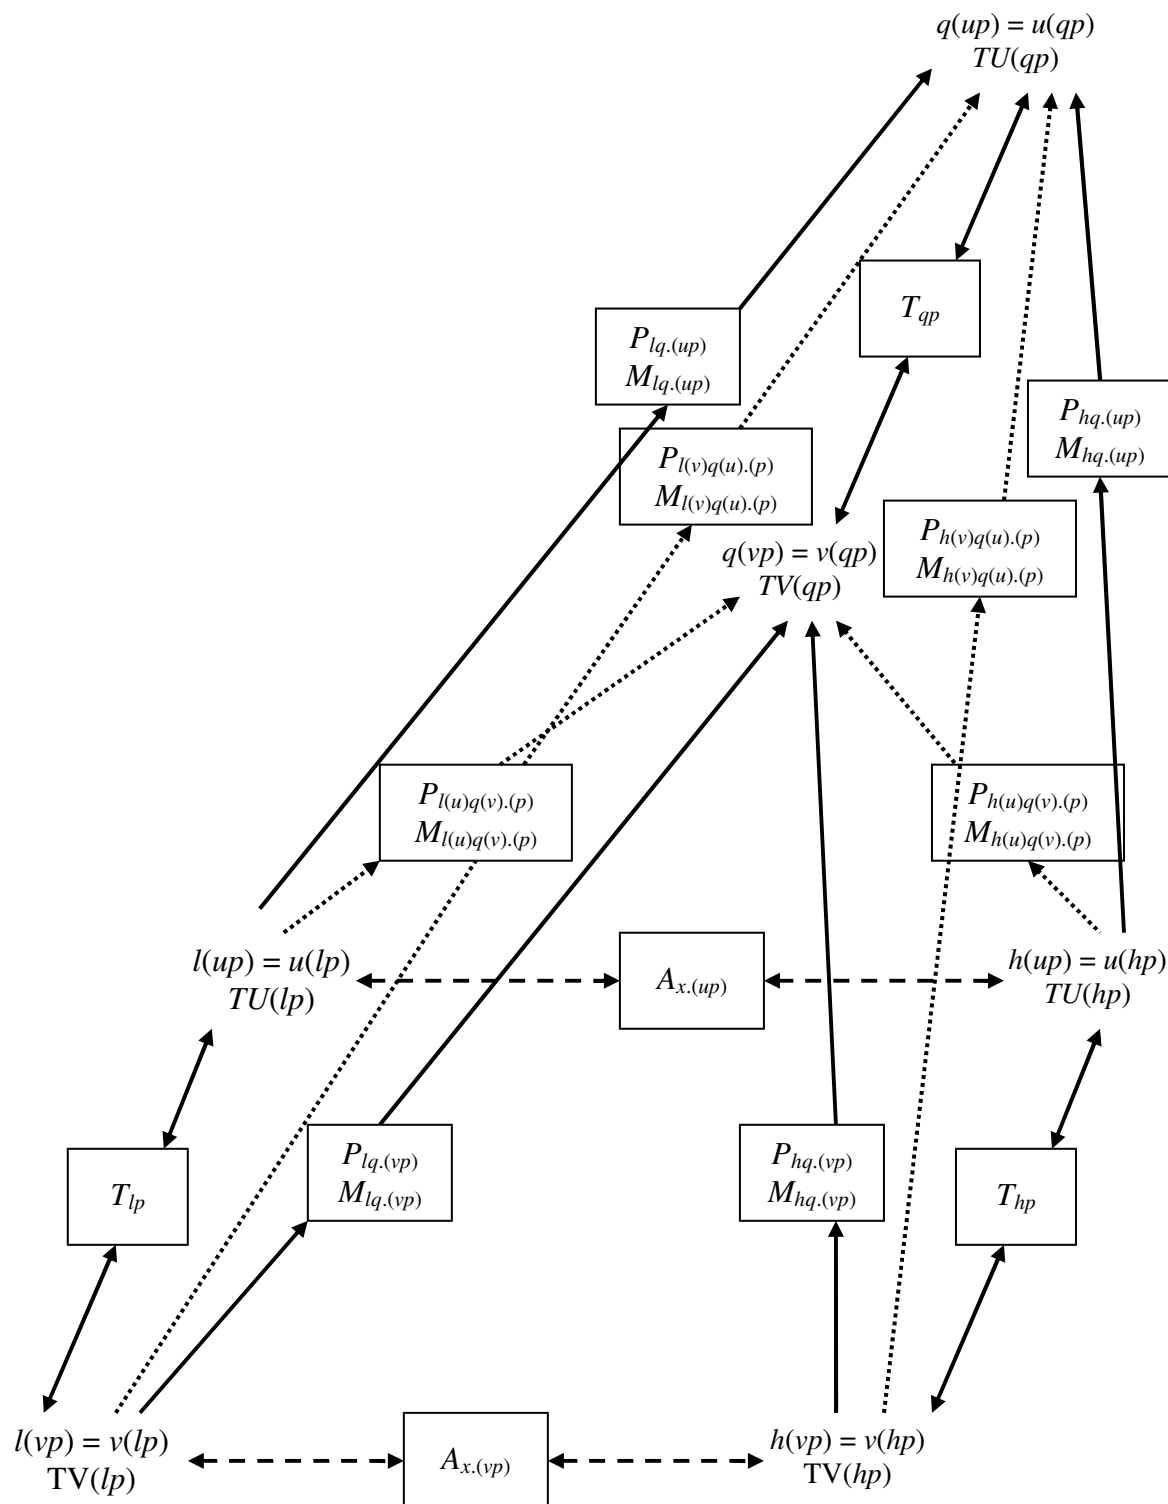 q(up) = u(qp)
TU(qp)
T_qp
P_lq.(up)
M_lq.(up)
P_hq.(up)
M_hq.(up)
P_l(v)q(u).(p)
M_l(v)q(u).(p)
P_h(v)q(u).(p)
M_h(v)q(u).(p)
q(vp) = v(qp)
TV(qp)
P_l(u)q(v).(p)
M_l(u)q(v).(p)
P_h(u)q(v).(p)
M_h(u)q(v).(p)
l(up) = u(lp)
TU(lp)
A_x.(up)
h(up) = u(hp)
TU(hp)
T_lp
P_lq.(vp)
M_lq.(vp)
P_hq.(vp)
M_hq.(vp)
T_hp
l(vp) = v(lp)
TV(lp)
A_x.(vp)
h(vp) = v(hp)
TV(hp)